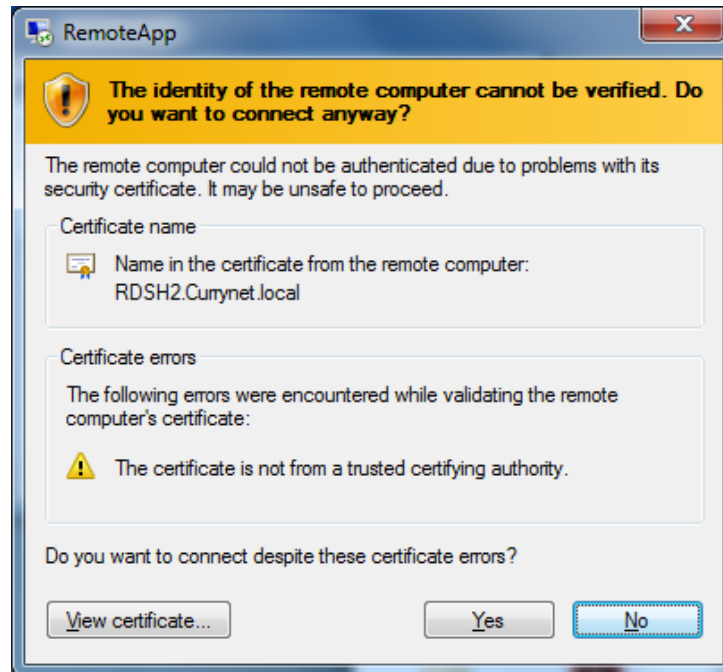 RemoteApp
The identity of the remote computer cannot be verified. Do
you want to connect anyway?
The remote computer could not be authenticated due to problems with its
security certificate. It may be unsafe to proceed.
Certificate name
Name in the certificate from the remote computer:
RDSH2.Currynet.local
Certificate errors
The following errors were encountered while validating the remote
computer's certificate:
The certificate is not from a trusted certifying authority.
Do you want to connect despite these certificate errors?
View certificate... Yes No